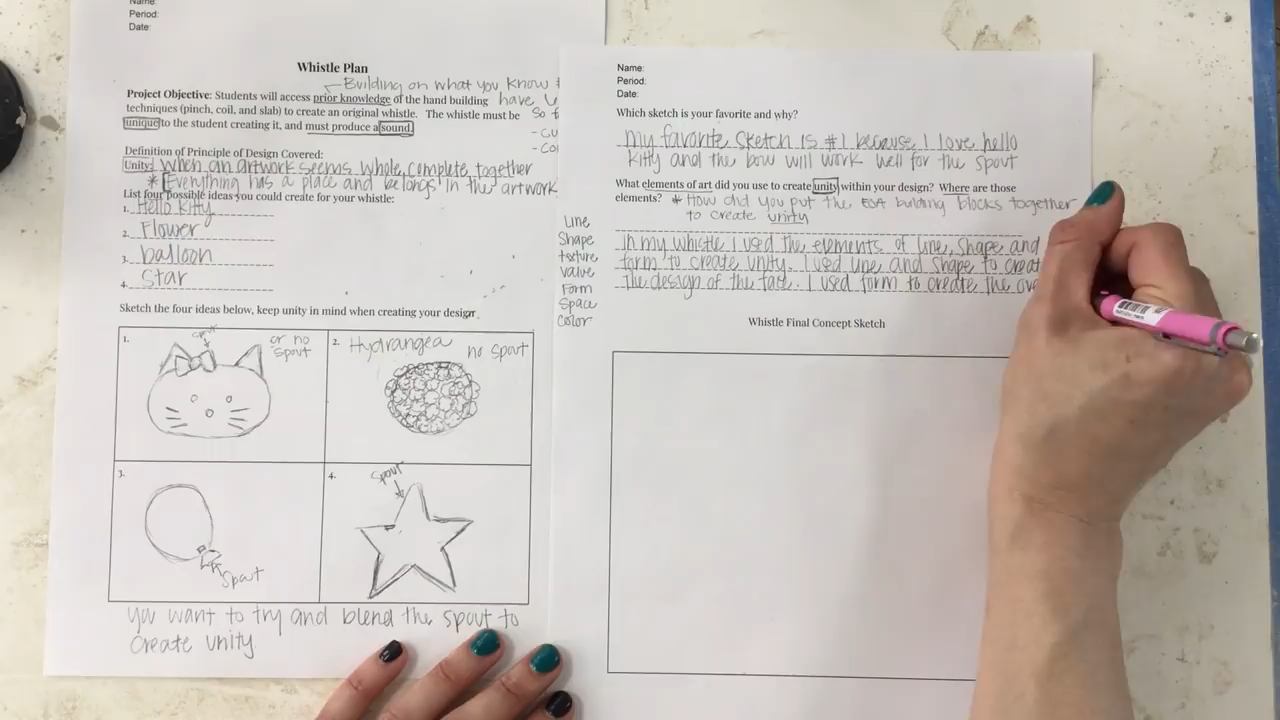 Name:
Period:
Date:
Whistle Plan
Building on what you know
Project Objective: Students will access prior knowledge of the hand building have
techniques (pinch, coil, and slab) to create an original whistle. The whistle must be So
unique to the student creating it, and must produce a sound.
Definition of Principle of Design Covered:
Unity: when an artwork seems whole, complete, together
* Everything has a place and belongs in the artwork
List four possible ideas you could create for your whistle:
1. Hello Kitty
2. Flower
3. balloon
4. Star
Sketch the four ideas below, keep unity in mind when creating your design.
1.
or no
spout
2. Hydrangea no spout
3.
spout
4.
spout
you want to try and blend the spout to
create unity
Name:
Period:
Date:
Which sketch is your favorite and why?
my favorite sketch is #1 because I love hello
kitty and the bow will work well for the spout
What elements of art did you use to create unity within your design? Where are those
elements? * How did you put the EOA building blocks together
to create unity
Line
Shape
texture
value
Form
Space
color
in my whistle I used the elements of line, shape and
form to create unity. I used line and shape to creat
the design of the face. I used form to create the
Whistle Final Concept Sketch